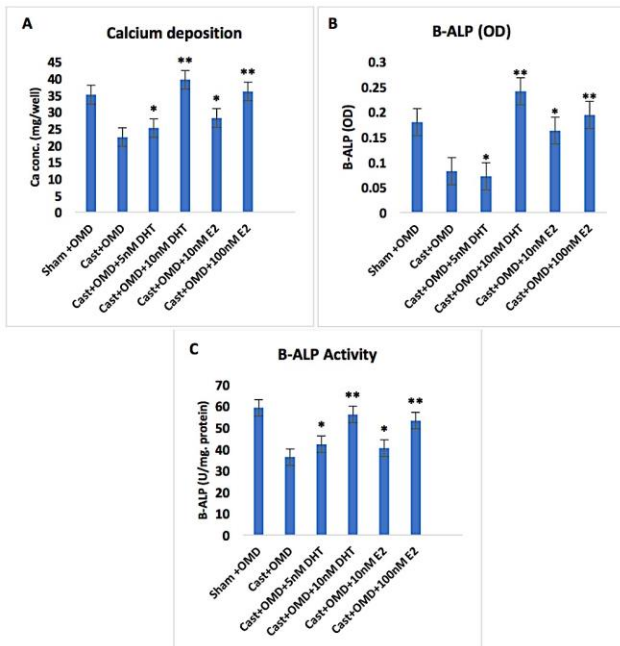 A
Calcium deposition
Ca conc. (mg/well)
45
40
35
30
25
20
15
10
5
0
*
**
*
**
Sham +OMD
Cast+OMD
Cast+OMD+5nM DHT
Cast+OMD+10nM DHT
Cast+OMD+10nM E2
Cast+OMD+100nM E2
B
B-ALP (OD)
B-ALP (OD)
0.3
0.25
0.2
0.15
0.1
0.05
0
*
**
*
**
Sham +OMD
Cast+OMD
Cast+OMD+5nM DHT
Cast+OMD+10nM DHT
Cast+OMD+10nM E2
Cast+OMD+100nM E2
C
B-ALP Activity
B-ALP (U/mg. protein)
70
60
50
40
30
20
10
0
*
**
*
**
Sham +OMD
Cast+OMD
Cast+OMD+5nM DHT
Cast+OMD+10nM DHT
Cast+OMD+10nM E2
Cast+OMD+100nM E2